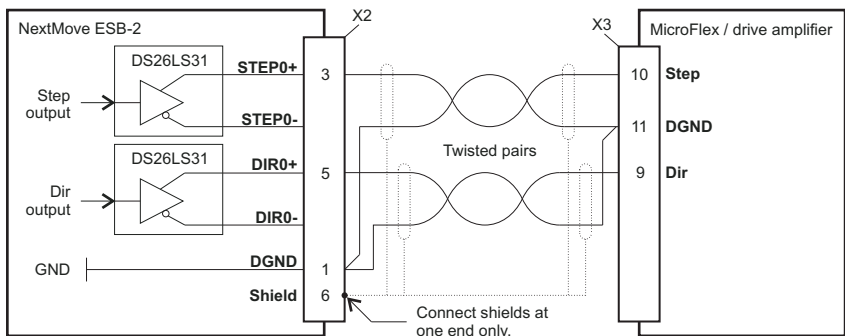 NextMove ESB-2
X2
X3
MicroFlex / drive amplifier
DS26LS31
STEP0+
3
10
Step
Step
output
STEP0-
11
DGND
DS26LS31
Twisted pairs
DIR0+
5
9
Dir
Dir
output
DIR0-
GND
DGND
1
Shield
6
Connect shields at
one end only.